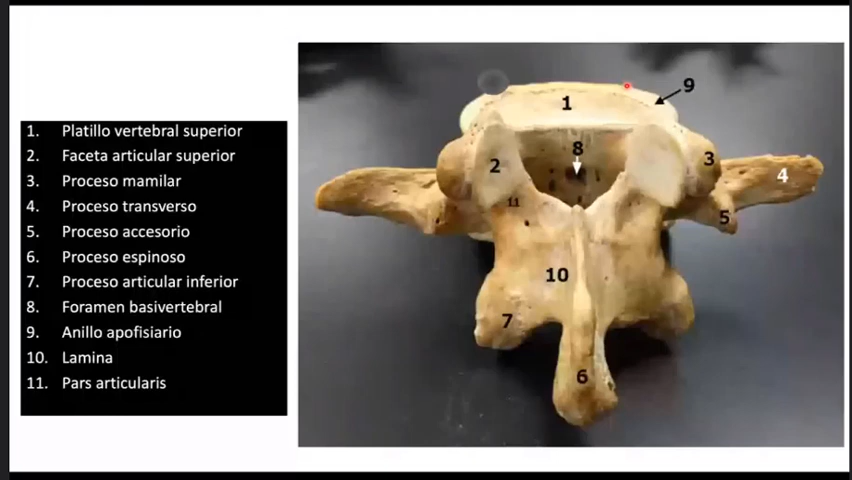 1. Platillo vertebral superior
2. Faceta articular superior
3. Proceso mamilar
4. Proceso transverso
5. Proceso accesorio
6. Proceso espinoso
7. Proceso articular inferior
8. Foramen basivertebral
9. Anillo apofisiario
10. Lamina
11. Pars articularis
9
1
8
3
2
4
11
5
10
7
6